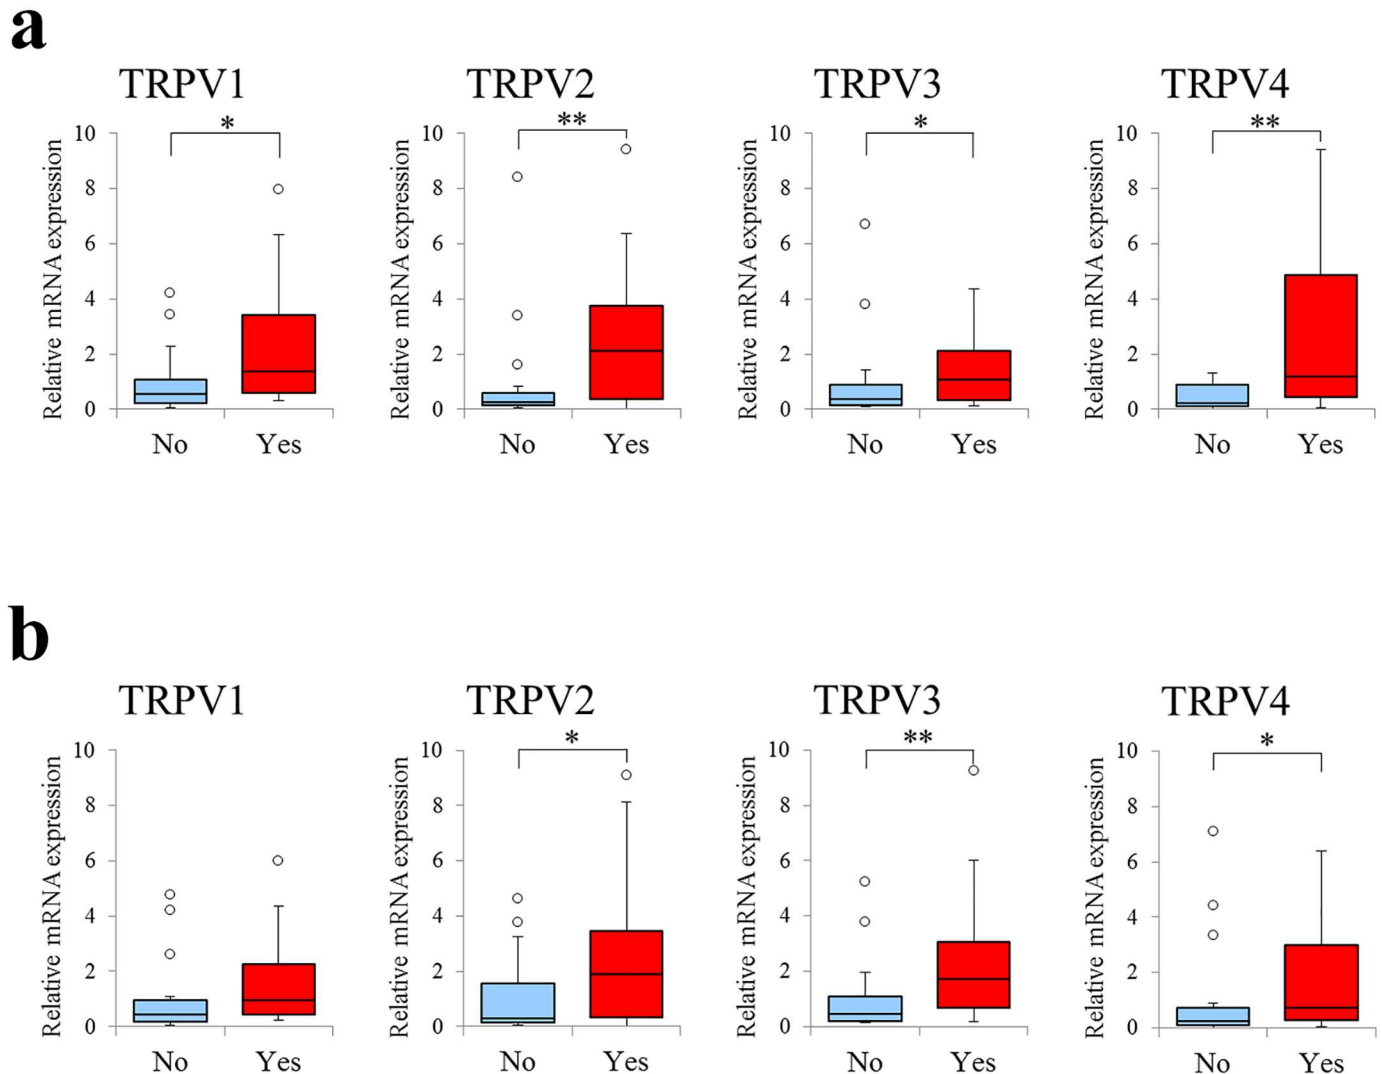 a
TRPV1 TRPV2 TRPV3 TRPV4
* ** * **
Relative mRNA expression
10
8
6
4
2
0
No Yes
Relative mRNA expression
10
8
6
4
2
0
No Yes
Relative mRNA expression
10
8
6
4
2
0
No Yes
Relative mRNA expression
10
8
6
4
2
0
No Yes
b
TRPV1 TRPV2 TRPV3 TRPV4
* ** *
Relative mRNA expression
10
8
6
4
2
0
No Yes
Relative mRNA expression
10
8
6
4
2
0
No Yes
Relative mRNA expression
10
8
6
4
2
0
No Yes
Relative mRNA expression
10
8
6
4
2
0
No Yes